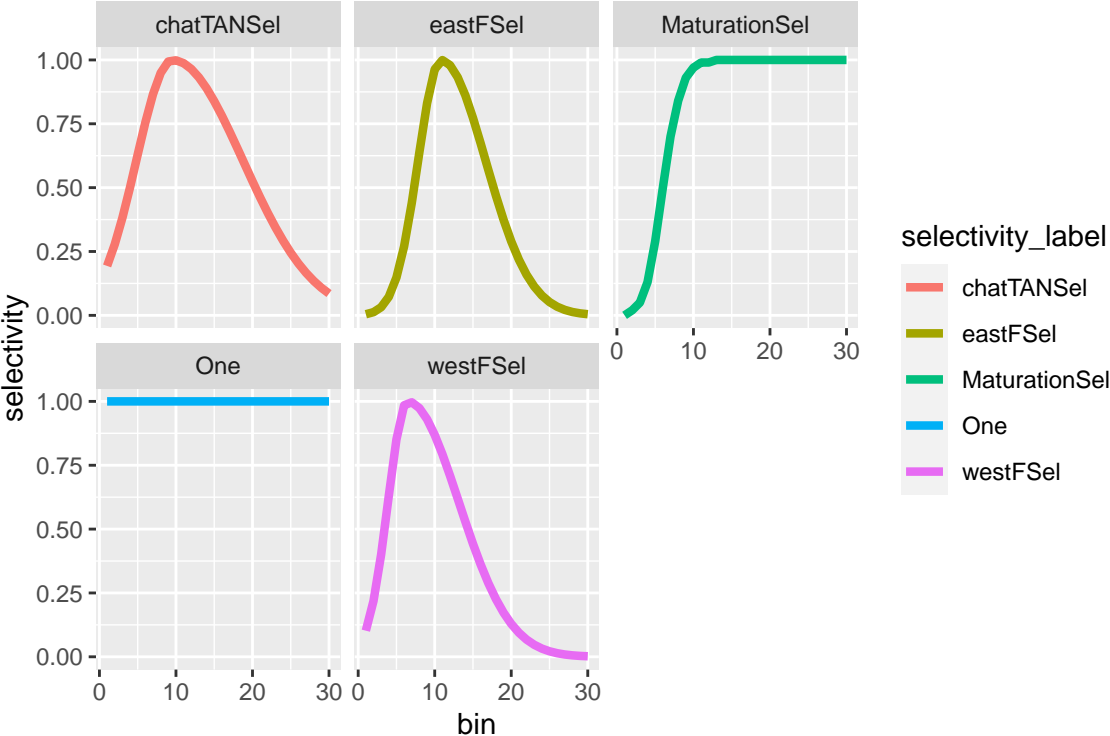 chatTANSel eastFSel MaturationSel
1.00
0.75
0.50
0.25
0.00
0 10 20 30
One westFSel
1.00
0.75
0.50
0.25
0.00
0 10 20 30 0 10 20 30
selectivity
bin
selectivity_label
chatTANSel
eastFSel
MaturationSel
One
westFSel